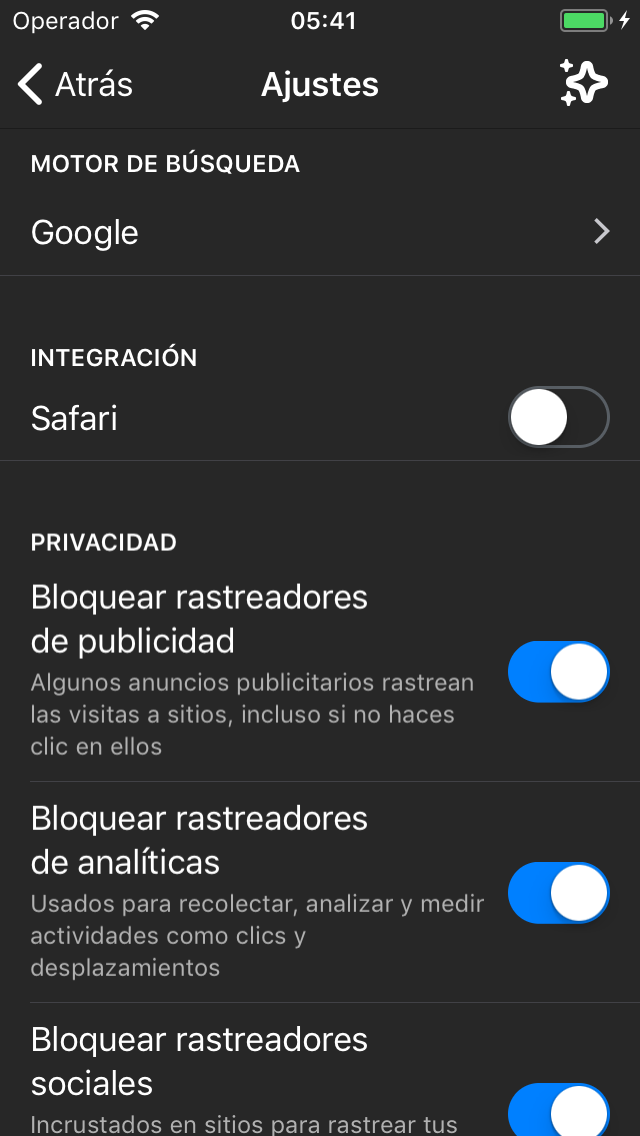 Operador 05:41
Atrás Ajustes
MOTOR DE BÚSQUEDA
Google
INTEGRACIÓN
Safari
PRIVACIDAD
Bloquear rastreadores
de publicidad
Algunos anuncios publicitarios rastrean
las visitas a sitios, incluso si no haces
clic en ellos
Bloquear rastreadores
de analíticas
Usados para recolectar, analizar y medir
actividades como clics y
desplazamientos
Bloquear rastreadores
sociales
Incrustados en sitios para rastrear tus